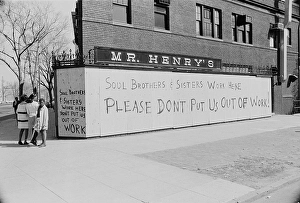 MR. HENRY'S
SOUL BROTHERS & SISTERS WORK HERE
PLEASE DONT PUT US OUT OF WORK!
SOUL
BROTHERS
& SISTERS
WORK HERE
DON'T PUT
US OUT
OF
WORK